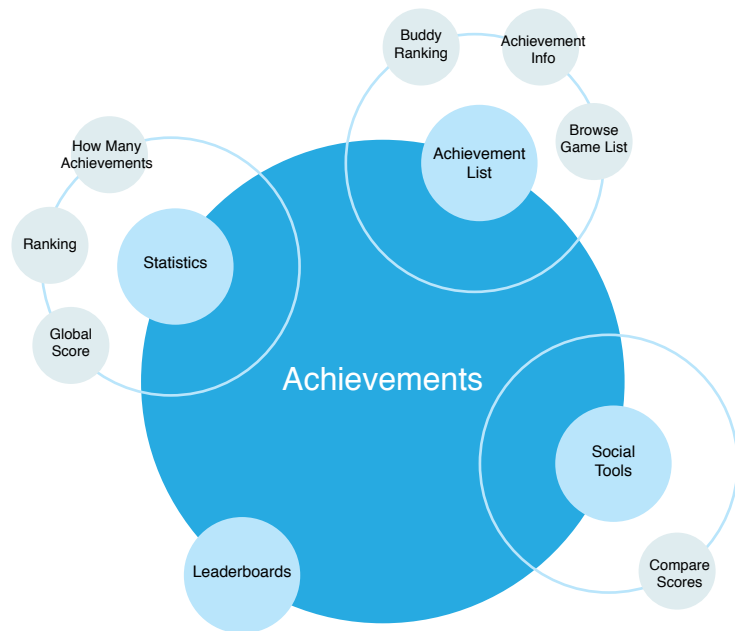 Buddy
Ranking
Achievement
Info
Browse
Game List
Achievement
List
How Many
Achievements
Ranking
Statistics
Global
Score
Achievements
Social
Tools
Compare
Scores
Leaderboards